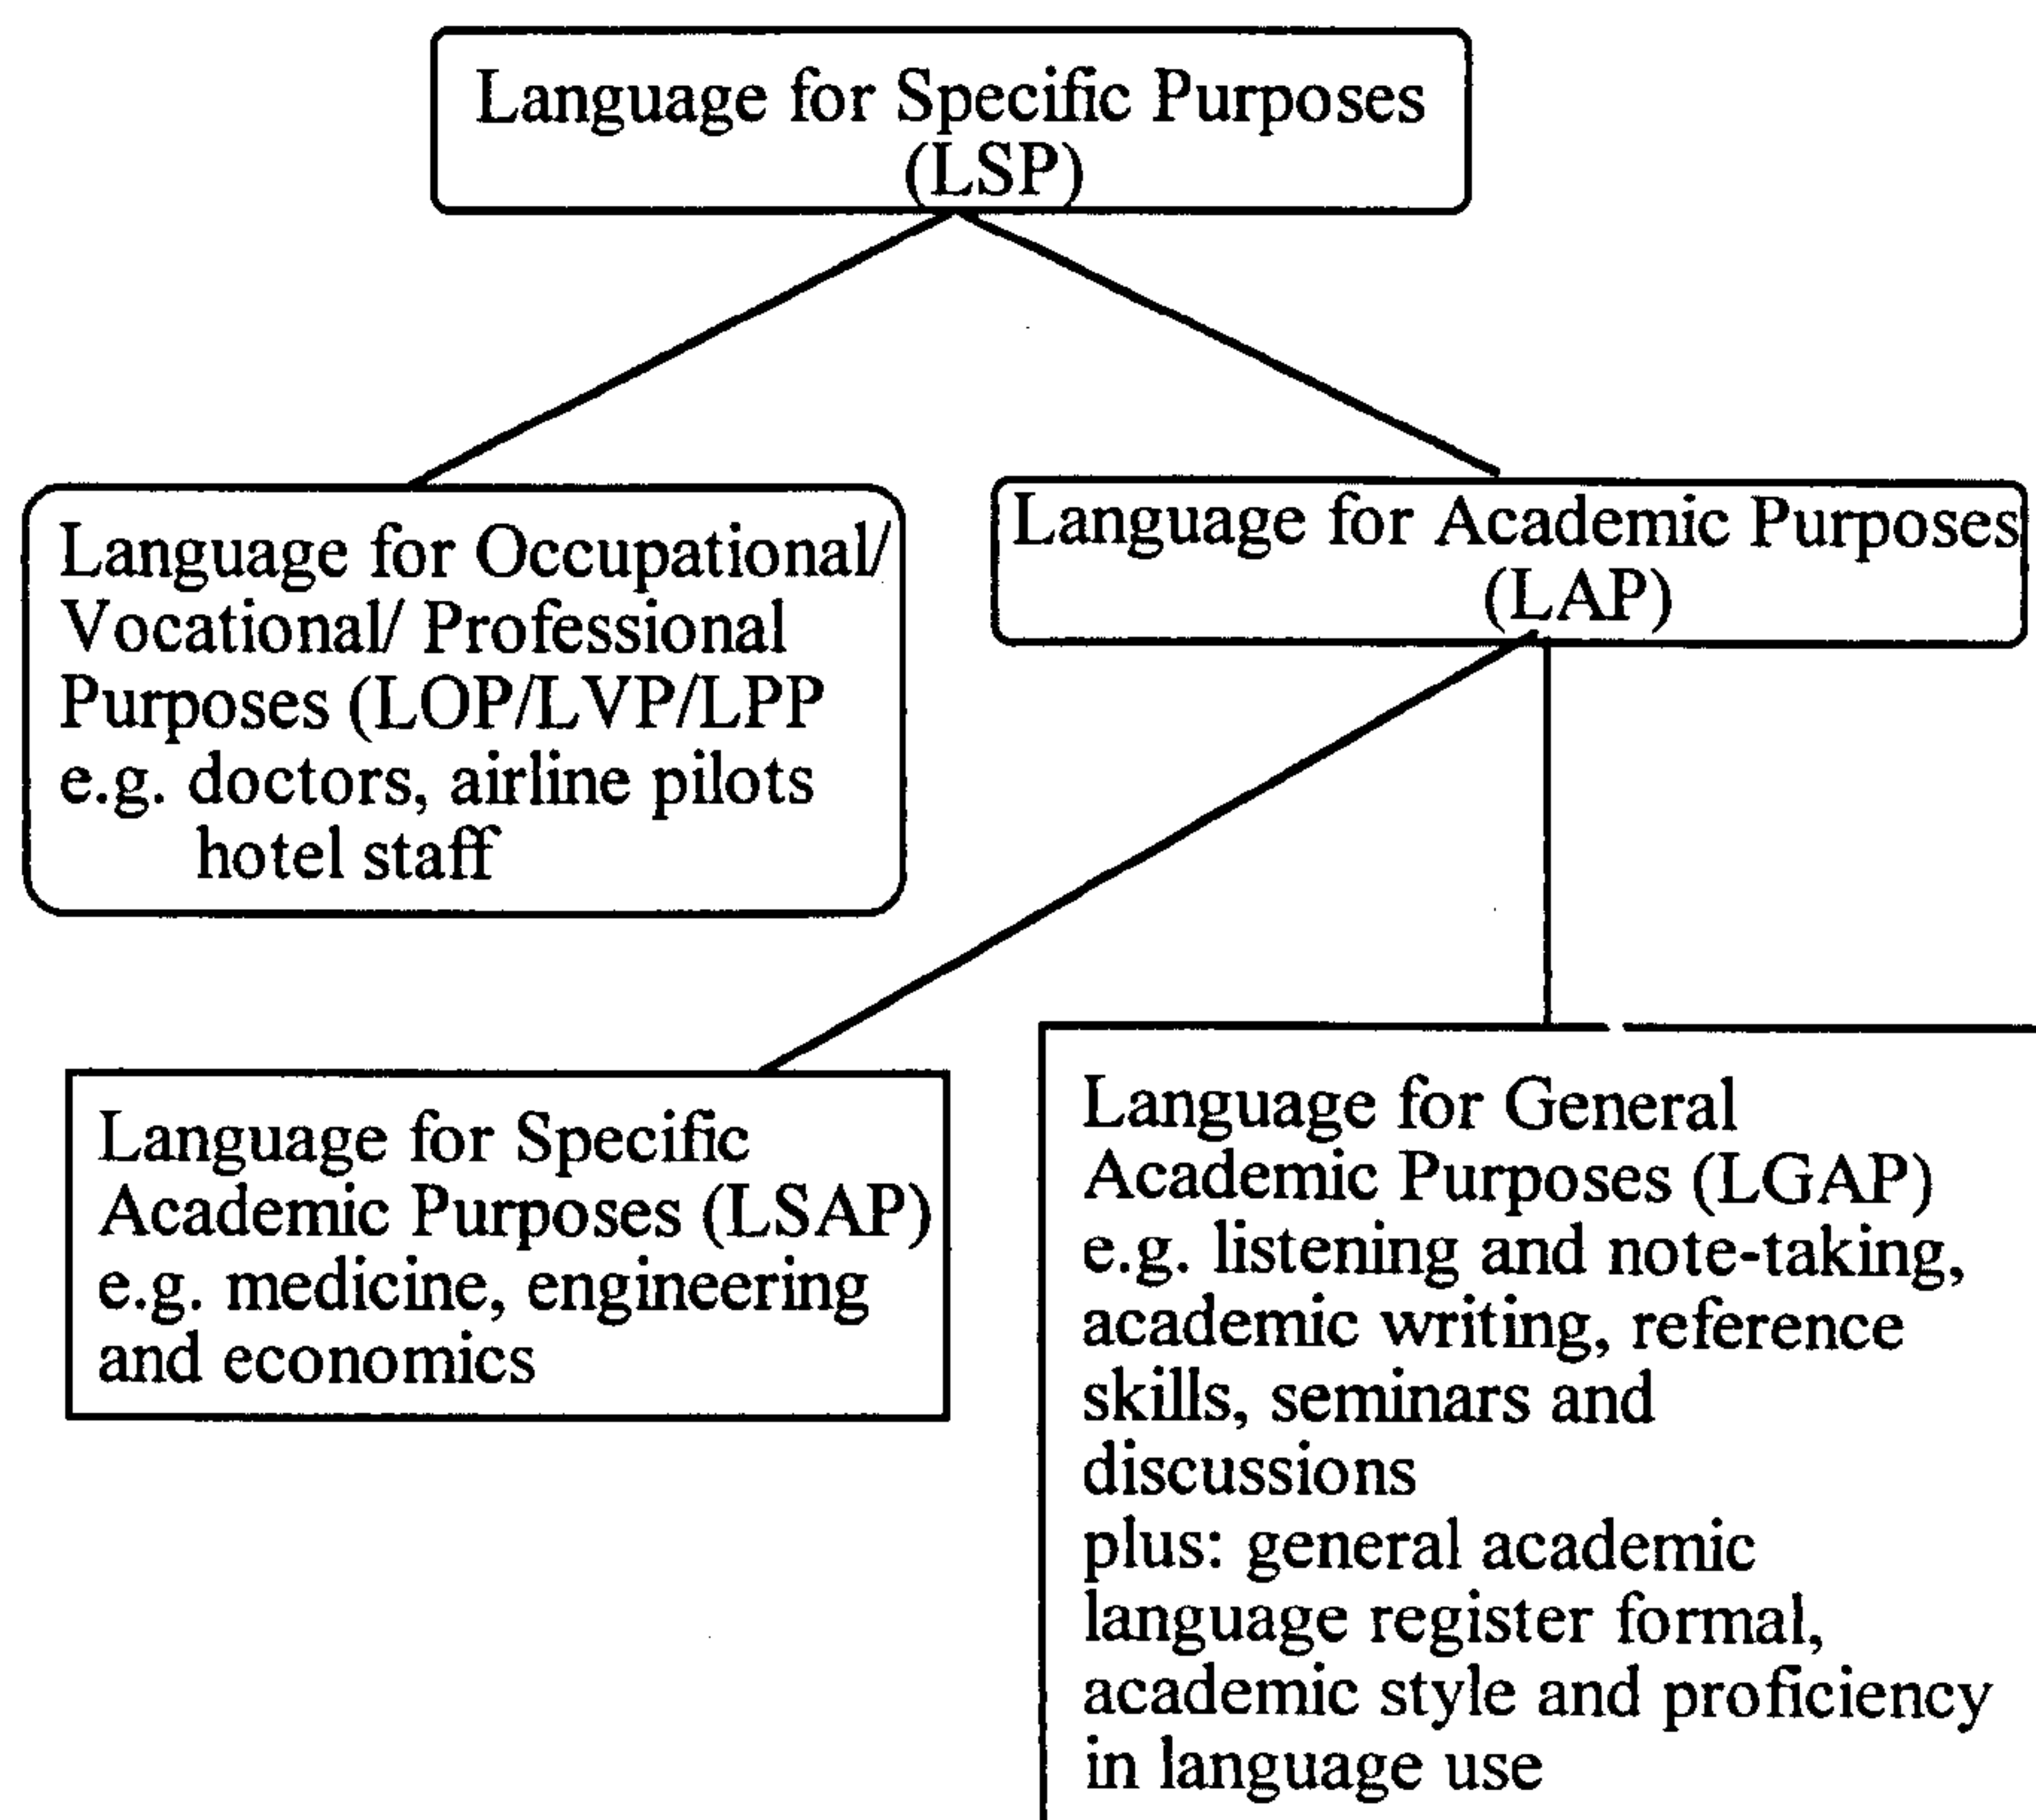 Language for Specific Purposes
(LSP)
Language for Occupational/
Vocational/ Professional
Purposes (LOP/LVP/LPP
e.g. doctors, airline pilots
hotel staff
Language for Academic Purposes
(LAP)
Language for Specific
Academic Purposes (LSAP)
e.g. medicine, engineering
and economics
Language for General
Academic Purposes (LGAP)
e.g. listening and note-taking,
academic writing, reference
skills, seminars and
discussions
plus: general academic
language register formal,
academic style and proficiency
in language use